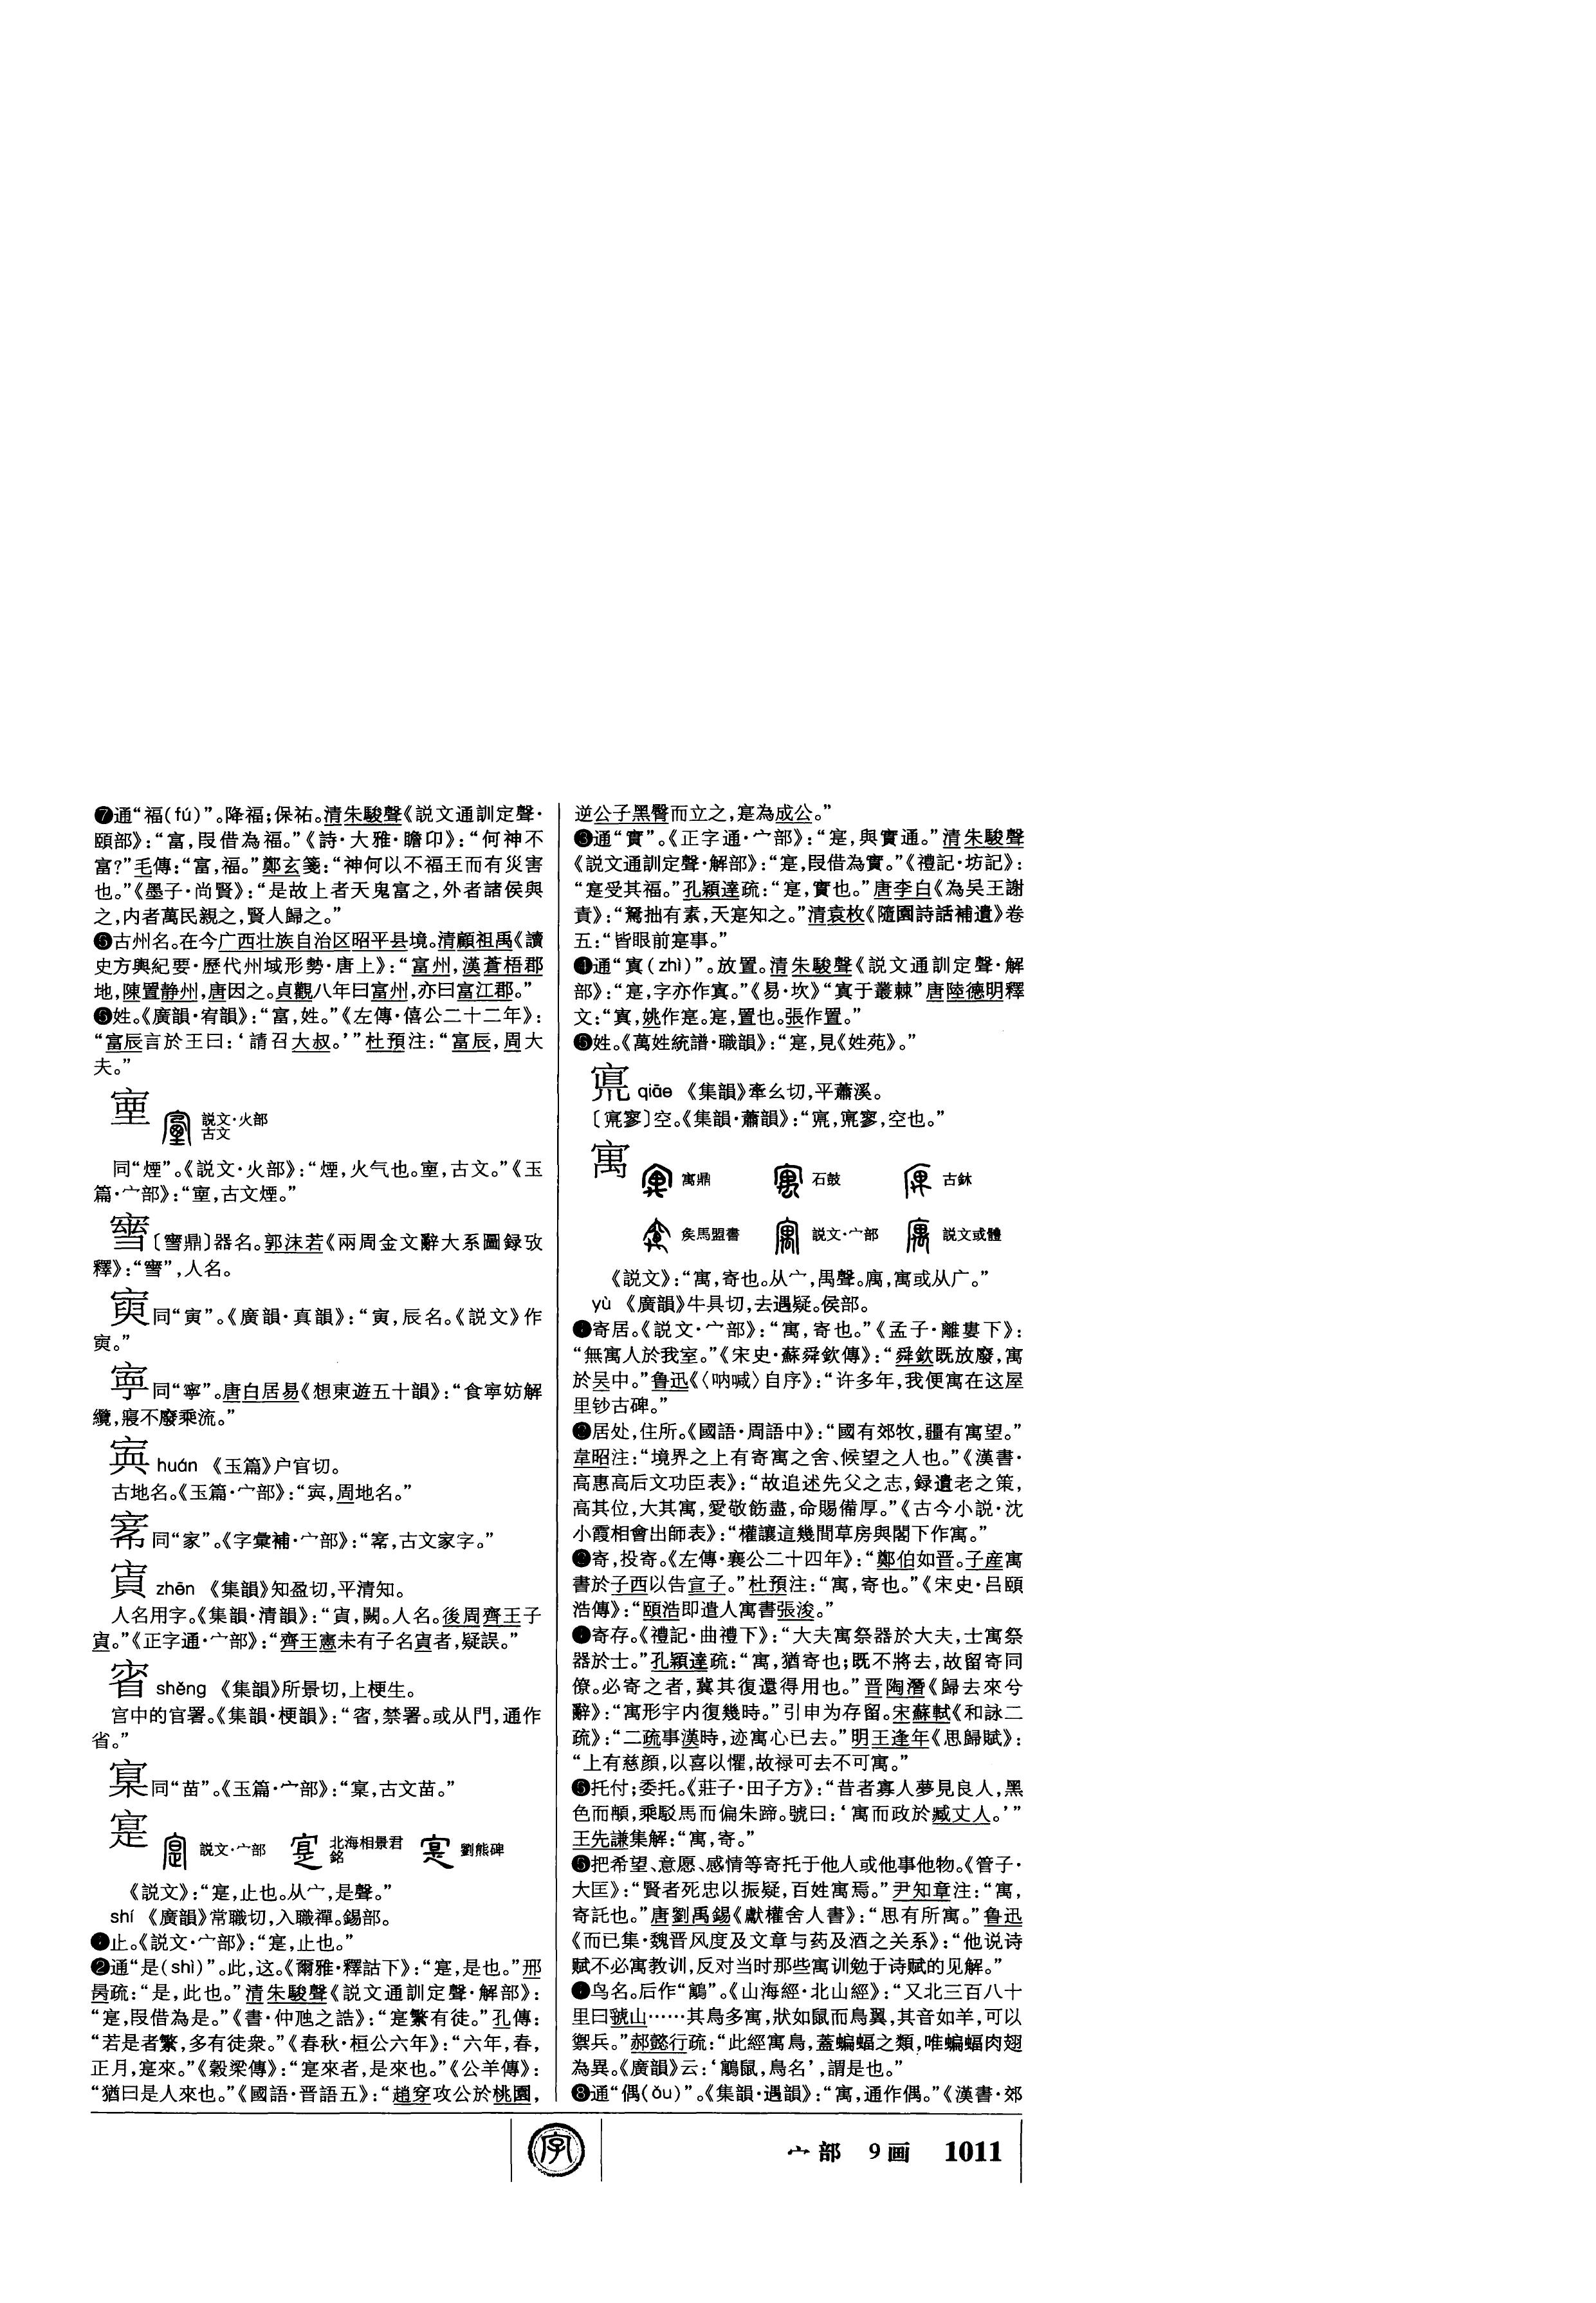 ❼通“福(fú)”。降福;保祐。清朱駿聲《説文通訓定聲·
頤部》:“富,叚借為福。”《詩·大雅·瞻卬》:“何神不
富?”毛傳:“富,福。”鄭玄箋:“神何以不福王而有災害
也。”《墨子·尚賢》:“是故上者天鬼富之,外者諸侯與
之,内者萬民親之,賢人歸之。”
古州名。在今广西壮族自治区昭平县境。清顧祖禹《讀
史方輿紀要·歷代州域形勢·唐上》:“富州,漢蒼梧郡
地,陳置静州,唐因之。貞觀八年曰富州,亦曰富江郡。”
姓。《廣韻·宥韻》:“富,姓。”《左傳·僖公二十二年》:
“富辰言於王曰:‘請召大叔。’”杜預注:“富辰,周大
夫。”
説文·火部
古文
同“煙”。《説文·火部》:“煙,火气也。𡨾,古文。”《玉
篇·宀部》:“𡨾,古文煙。”
〔鼎〕器名。郭沫若《兩周金文辭大系圖録攷
釋》:“”,人名。
同“寅”。《廣韻·真韻》:“寅,辰名。《説文》作
。”
寧 同“寧”。唐白居易《想東遊五十韻》:“食寧妨解
纜,寢不廢乘流。”
huán 《玉篇》户官切。
古地名。《玉篇·宀部》:“,周地名。”
同“家”。《字彙補·宀部》:“,古文家字。”
寊 zhēn 《集韻》知盈切,平清知。
人名用字。《集韻·清韻》:“寊,闕。人名。後周齊王子
寊。”《正字通·宀部》:“齊王憲未有子名寊者,疑誤。”
㨘 shěng 《集韻》所景切,上梗生。
宫中的官署。《集韻·梗韻》:“,禁署。或从門,通作
省。”
同“苗”。《玉篇·宀部》:“,古文苗。”
寔 説文·宀部 北海相景君銘 劉熊碑
《説文》:“寔,止也。从宀,是聲。”
shí 《廣韻》常職切,入職禪。錫部。
止。《説文·宀部》:“寔,止也。”
❷通“是(shì)”。此,这。《爾雅·釋詁下》:“寔,是也。”邢
昺疏:“是,此也。”清朱駿聲《説文通訓定聲·解部》:
“寔,叚借為是。”《書·仲虺之誥》:“寔繁有徒。”孔傳:
“若是者繁,多有徒衆。”《春秋·桓公六年》:“六年,春,
正月,寔來。”《穀梁傳》:“寔來者,是來也。”《公羊傳》:
“猶曰是人來也。”《國語·晋語五》:“趙穿攻公於桃園,
逆公子黑臀而立之,寔為成公。”
❸通“實”。《正字通·宀部》:“寔,與實通。”清朱駿聲
《説文通訓定聲·解部》:“寔,叚借為實。”《禮記·坊記》:
“寔受其福。”孔穎達疏:“寔,實也。”唐李白《為吴王謝
責》:“駑拙有素,天寔知之。”清袁枚《隨園詩話補遺》卷
五:“皆眼前寔事。”
❹通“寘(zhì)”。放置。清朱駿聲《説文通訓定聲·解
部》:“寔,字亦作寘。”《易·坎》“寘于叢棘”唐陸德明釋
文:“寘,姚作寔。寔,置也。張作置。”
❺姓。《萬姓統譜·職韻》:“寔,見《姓苑》。”
qiāo 《集韻》牽幺切,平蕭溪。
〔寥〕空。《集韻·蕭韻》:“,寥,空也。”
寓 寓鼎 石鼓 古鉥
侯馬盟書 説文·宀部 説文或體
《説文》:“寓,寄也。从宀,禺聲。庽,寓或从广。”
yù 《廣韻》牛具切,去遇疑。侯部。
寄居。《説文·宀部》:“寓,寄也。”《孟子·離婁下》:
“無寓人於我室。”《宋史·蘇舜欽傳》:“舜欽既放廢,寓
於吴中。”鲁迅《〈呐喊〉自序》:“许多年,我便寓在这屋
里钞古碑。”
❷居处,住所。《國語·周語中》:“國有郊牧,疆有寓望。”
韋昭注:“境界之上有寄寓之舍、候望之人也。”《漢書·
高惠高后文功臣表》:“故追述先父之志,録遺老之策,
高其位,大其寓,愛敬飭盡,命賜備厚。”《古今小説·沈
小霞相會出師表》:“權讓這幾間草房與閣下作寓。”
寄,投寄。《左傳·襄公二十四年》:“鄭伯如晋。子産寓
書於子西以告宣子。”杜預注:“寓,寄也。”《宋史·吕頤
浩傳》:“頤浩即遣人寓書張浚。”
寄存。《禮記·曲禮下》:“大夫寓祭器於大夫,士寓祭
器於士。”孔穎達疏:“寓,猶寄也;既不將去,故留寄同
僚。必寄之者,冀其復還得用也。”晋陶潛《歸去來兮
辭》:“寓形宇内復幾時。”引申为存留。宋蘇軾《和詠二
疏》:“二疏事漢時,迹寓心已去。”明王逢年《思歸賦》:
“上有慈顔,以喜以懼,故禄可去不可寓。”
❺托付;委托。《莊子·田子方》:“昔者寡人夢見良人,黑
色而頔,乘駁馬而偏朱蹄。號曰:‘寓而政於臧丈人。’”
王先謙集解:“寓,寄。”
把希望、意愿、感情等寄托于他人或他事他物。《管子·
大匡》:“賢者死忠以振疑,百姓寓焉。”尹知章注:“寓,
寄託也。”唐劉禹錫《獻權舍人書》:“思有所寓。”鲁迅
《而已集·魏晋风度及文章与药及酒之关系》:“他说诗
赋不必寓教训,反对当时那些寓训勉于诗赋的见解。”
鸟名。后作“鷊”。《山海經·北山經》:“又北三百八十
里曰虢山……其鳥多寓,狀如鼠而鳥翼,其音如羊,可以
禦兵。”郝懿行疏:“此經寓鳥,蓋蝙蝠之類,唯蝙蝠肉翅
為異。《廣韻》云:‘鼠,鳥名’,謂是也。”
❽通“偶(ǒu)”。《集韻·遇韻》:“寓,通作偶。”《漢書·郊
字 宀部 9画 1011